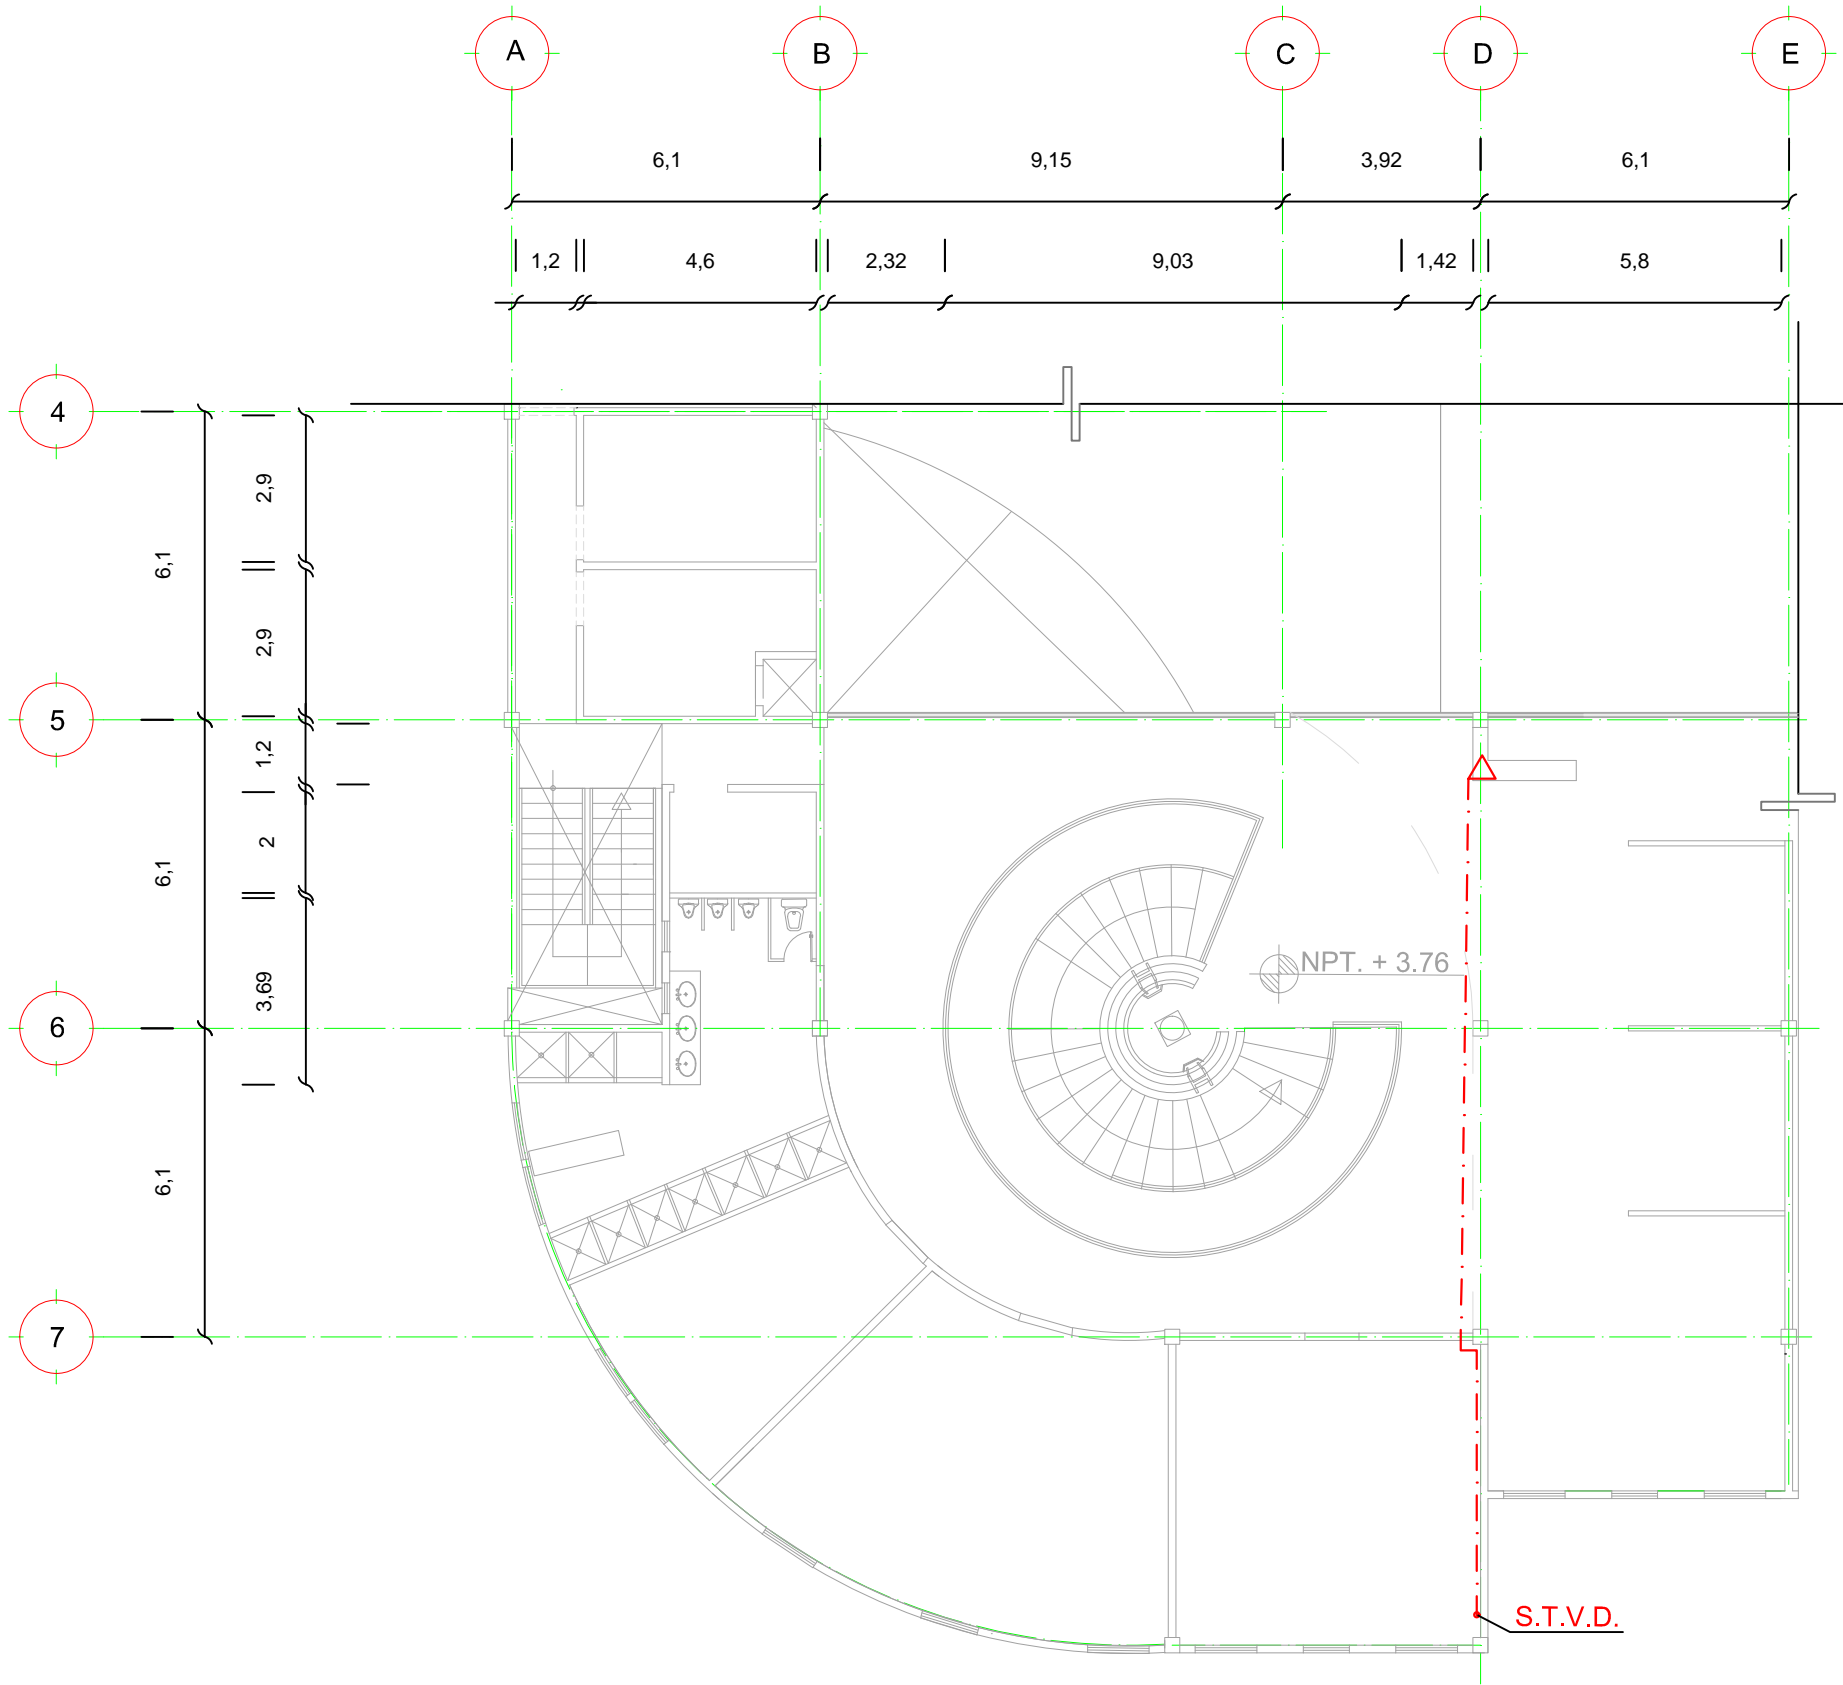 A B C D E
6,1 9,15 3,92 6,1
1,2 4,6 2,32 9,03 1,42 5,8
4
2,9
6,1
2,9
5
1,2
2
6,1
NPT. + 3.76
3,69
6
6,1
7
S.T.V.D.